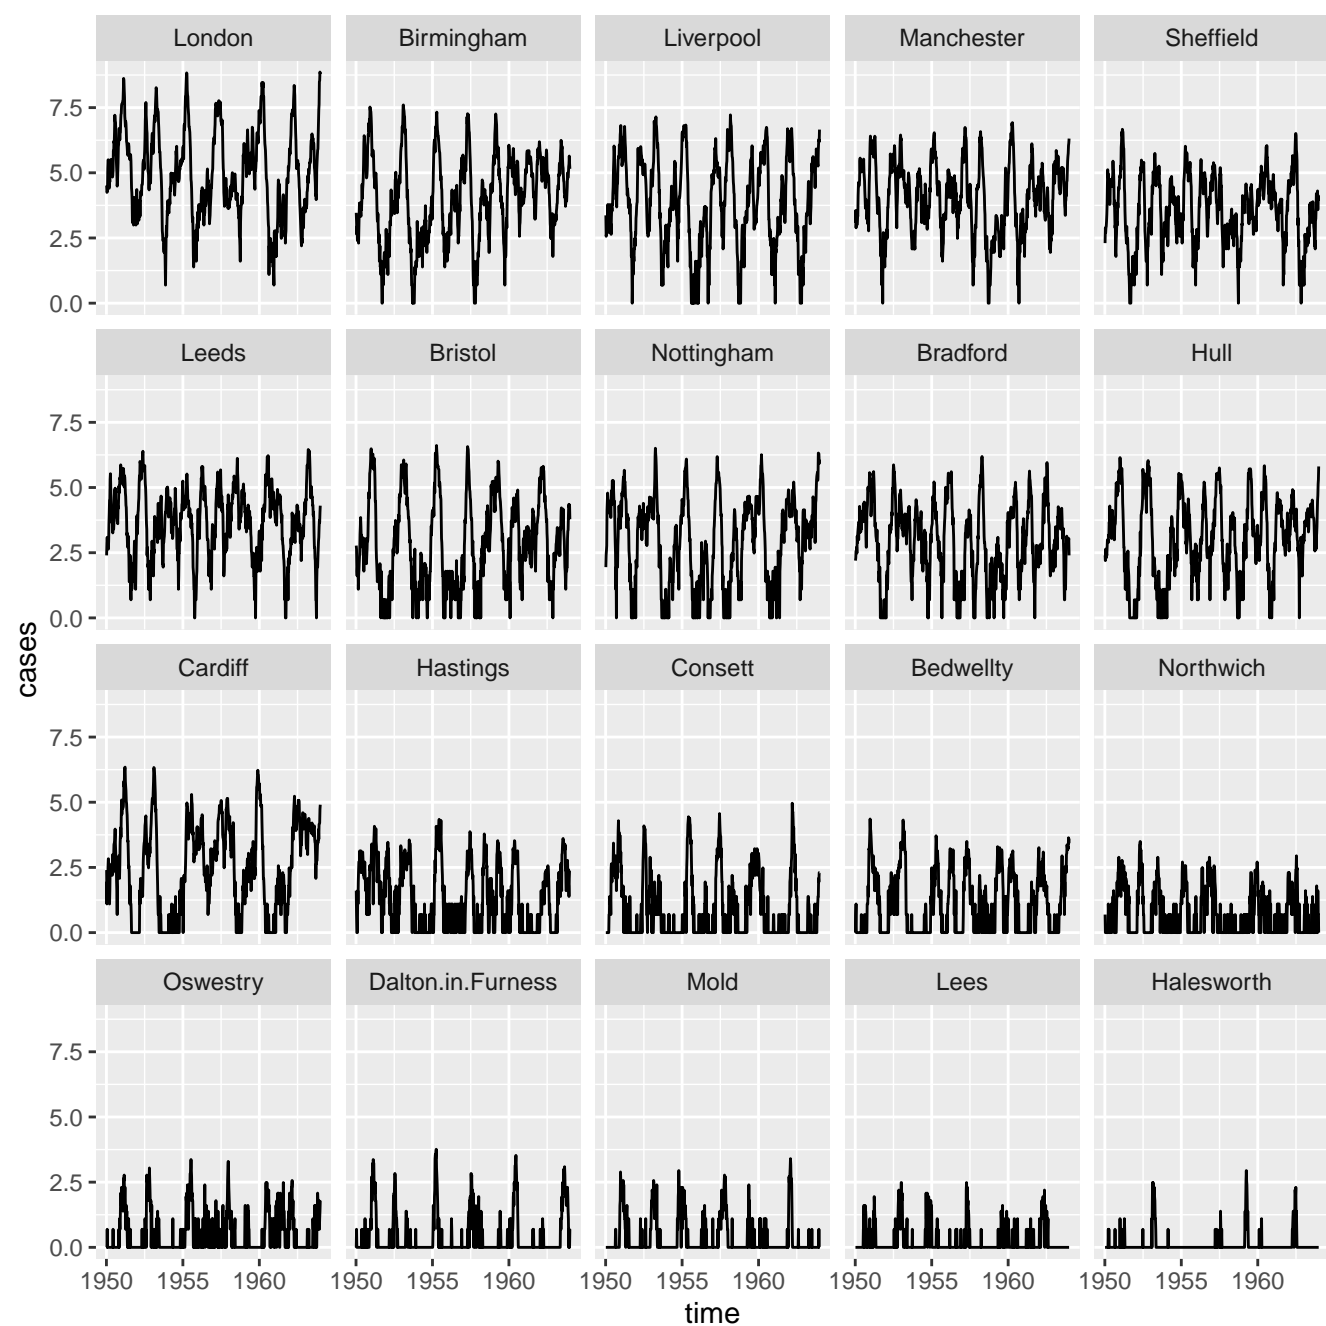 London Birmingham Liverpool Manchester Sheffield
7.5
5.0
2.5
0.0
Leeds Bristol Nottingham Bradford Hull
7.5
5.0
2.5
0.0
cases
Cardiff Hastings Consett Bedwellty Northwich
7.5
5.0
2.5
0.0
Oswestry Dalton.in.Furness Mold Lees Halesworth
7.5
5.0
2.5
0.0
1950 1955 1960 1950 1955 1960 1950 1955 1960 1950 1955 1960 1950 1955 1960
time